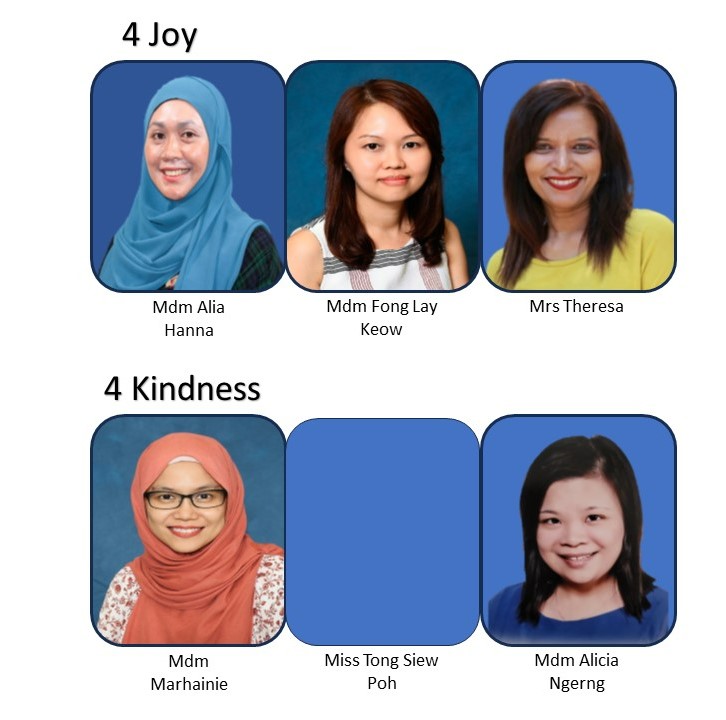 4 Joy
Mdm Alia
Hanna
Mdm Fong Lay
Keow
Mrs Theresa
4 Kindness
Mdm
Marhainie
Miss Tong Siew
Poh
Mdm Alicia
Ngerng